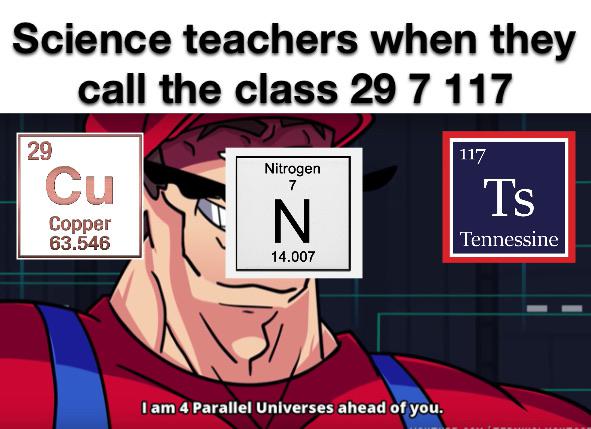 Science teachers when they
call the class 29 7 117
29
Cu
Copper
63.546
Nitrogen
7
N
14.007
117
Ts
Tennessine
I am 4 Parallel Universes ahead of you.